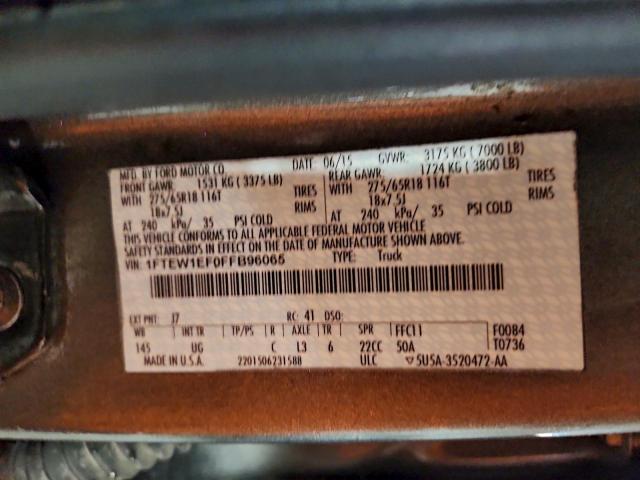 MFD. BY FORD MOTOR CO. DATE: 06/15 GVWR: 3175 KG ( 7000 LB)
FRONT GAWR: 1531 KG ( 3375 LB) REAR GAWR: 1724 KG ( 3800 LB)
WITH 275/65R18 116T TIRES WITH 275/65R18 116T TIRES
18x7.5J RIMS 18x7.5J RIMS
AT 240 kPa/ 35 PSI COLD AT 240 kPa/ 35 PSI COLD
THIS VEHICLE CONFORMS TO ALL APPLICABLE FEDERAL MOTOR VEHICLE
SAFETY STANDARDS IN EFFECT ON THE DATE OF MANUFACTURE SHOWN ABOVE.
VIN: 1FTEW1EF0FFB96065 TYPE: Truck
EXT PNT: J7 RC: 41 DSO:
WB INT TR TP/PS R AXLE TR SPR FFC11 F0084
145 UG C L3 6 22CC 50A T0736
MADE IN U.S.A. 2201506231588 ULC ▽5U5A-3520472-AA